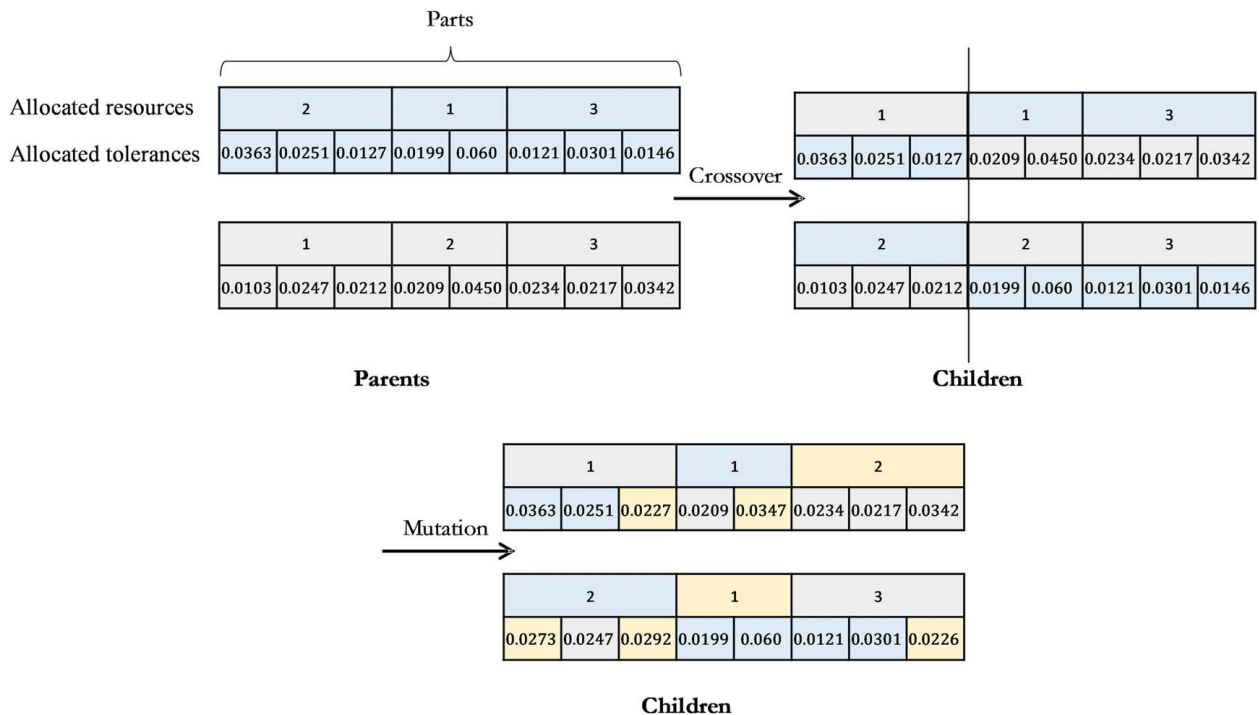 Parts
Allocated resources 2 1 3
Allocated tolerances 0.0363 0.0251 0.0127 0.0199 0.060 0.0121 0.0301 0.0146
1 2 3
0.0103 0.0247 0.0212 0.0209 0.0450 0.0234 0.0217 0.0342
Parents
Crossover
1 1 3
0.0363 0.0251 0.0127 0.0209 0.0450 0.0234 0.0217 0.0342
2 2 3
0.0103 0.0247 0.0212 0.0199 0.060 0.0121 0.0301 0.0146
Children
Mutation
1 1 2
0.0363 0.0251 0.0227 0.0209 0.0347 0.0234 0.0217 0.0342
2 1 3
0.0273 0.0247 0.0292 0.0199 0.060 0.0121 0.0301 0.0226
Children